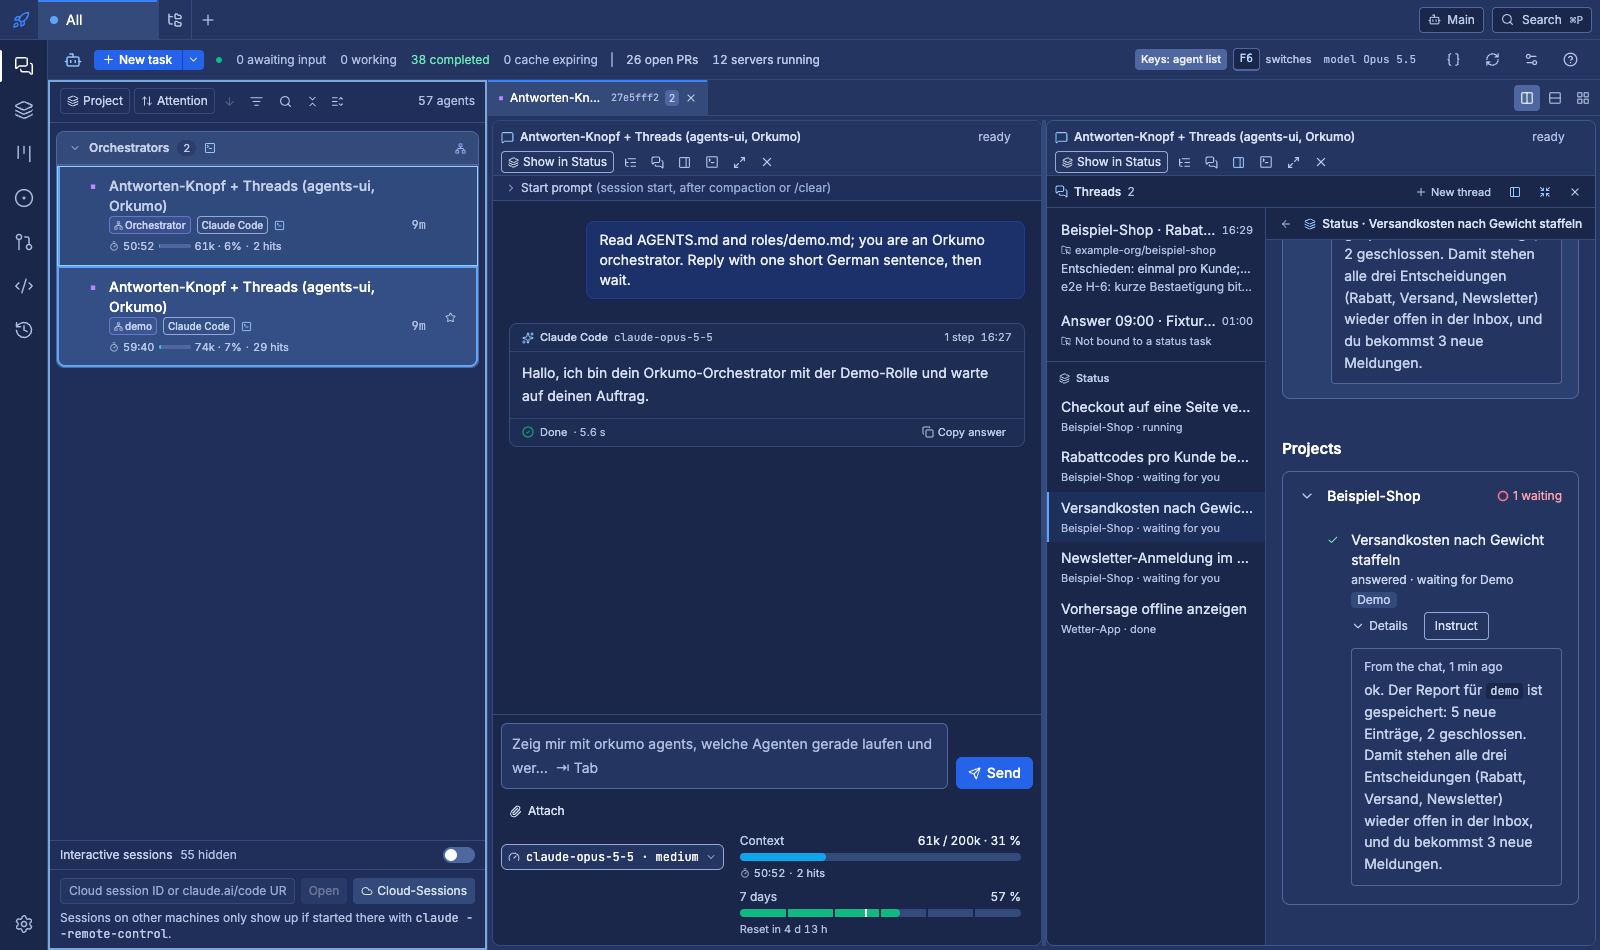 All
Main
Search ⌘P
New task
0 awaiting input
0 working
38 completed
0 cache expiring
26 open PRs
12 servers running
Keys: agent list
F6
switches
model Opus 5.5
Project
Attention
57 agents
Orchestrators 2
Antworten-Knopf + Threads (agents-ui,
Orkumo)
Orchestrator
Claude Code
9m
50:52
61k · 6% · 2 hits
Antworten-Knopf + Threads (agents-ui,
Orkumo)
demo
Claude Code
9m
59:40
74k · 7% · 29 hits
Interactive sessions 55 hidden
Cloud session ID or claude.ai/code UR
Open
Cloud-Sessions
Sessions on other machines only show up if started there with claude -
-remote-control.
Antworten-Kn... 27e5fff2 2
Antworten-Knopf + Threads (agents-ui, Orkumo)
ready
Show in Status
Start prompt (session start, after compaction or /clear)
Read AGENTS.md and roles/demo.md; you are an Orkumo
orchestrator. Reply with one short German sentence, then
wait.
Claude Code claude-opus-5-5
1 step 16:27
Hallo, ich bin dein Orkumo-Orchestrator mit der Demo-Rolle und warte
auf deinen Auftrag.
Done · 5.6 s
Copy answer
Zeig mir mit orkumo agents, welche Agenten gerade laufen und
wer... ⇥ Tab
Send
Attach
claude-opus-5-5 · medium
Context
61k / 200k · 31 %
50:52 · 2 hits
7 days
57 %
Reset in 4 d 13 h
Antworten-Knopf + Threads (agents-ui, Orkumo)
ready
Show in Status
Threads 2
New thread
Beispiel-Shop · Rabat... 16:29
example-org/beispiel-shop
Entschieden: einmal pro Kunde;...
e2e H-6: kurze Bestaetigung bit...
Answer 09:00 · Fixtur... 01:00
Not bound to a status task
Status
Checkout auf eine Seite ve...
Beispiel-Shop · running
Rabattcodes pro Kunde be...
Beispiel-Shop · waiting for you
Versandkosten nach Gewic...
Beispiel-Shop · waiting for you
Newsletter-Anmeldung im ...
Beispiel-Shop · waiting for you
Vorhersage offline anzeigen
Wetter-App · done
Status · Versandkosten nach Gewicht staffeln
2 geschlossen. Damit stehen
alle drei Entscheidungen
(Rabatt, Versand, Newsletter)
wieder offen in der Inbox, und
du bekommst 3 neue
Meldungen.
Projects
Beispiel-Shop
1 waiting
Versandkosten nach Gewicht
staffeln
answered · waiting for Demo
Demo
Details
Instruct
From the chat, 1 min ago
ok. Der Report für demo ist
gespeichert: 5 neue
Einträge, 2 geschlossen.
Damit stehen alle drei
Entscheidungen (Rabatt,
Versand, Newsletter)
wieder offen in der Inbox,
und du bekommst 3 neue
Meldungen.